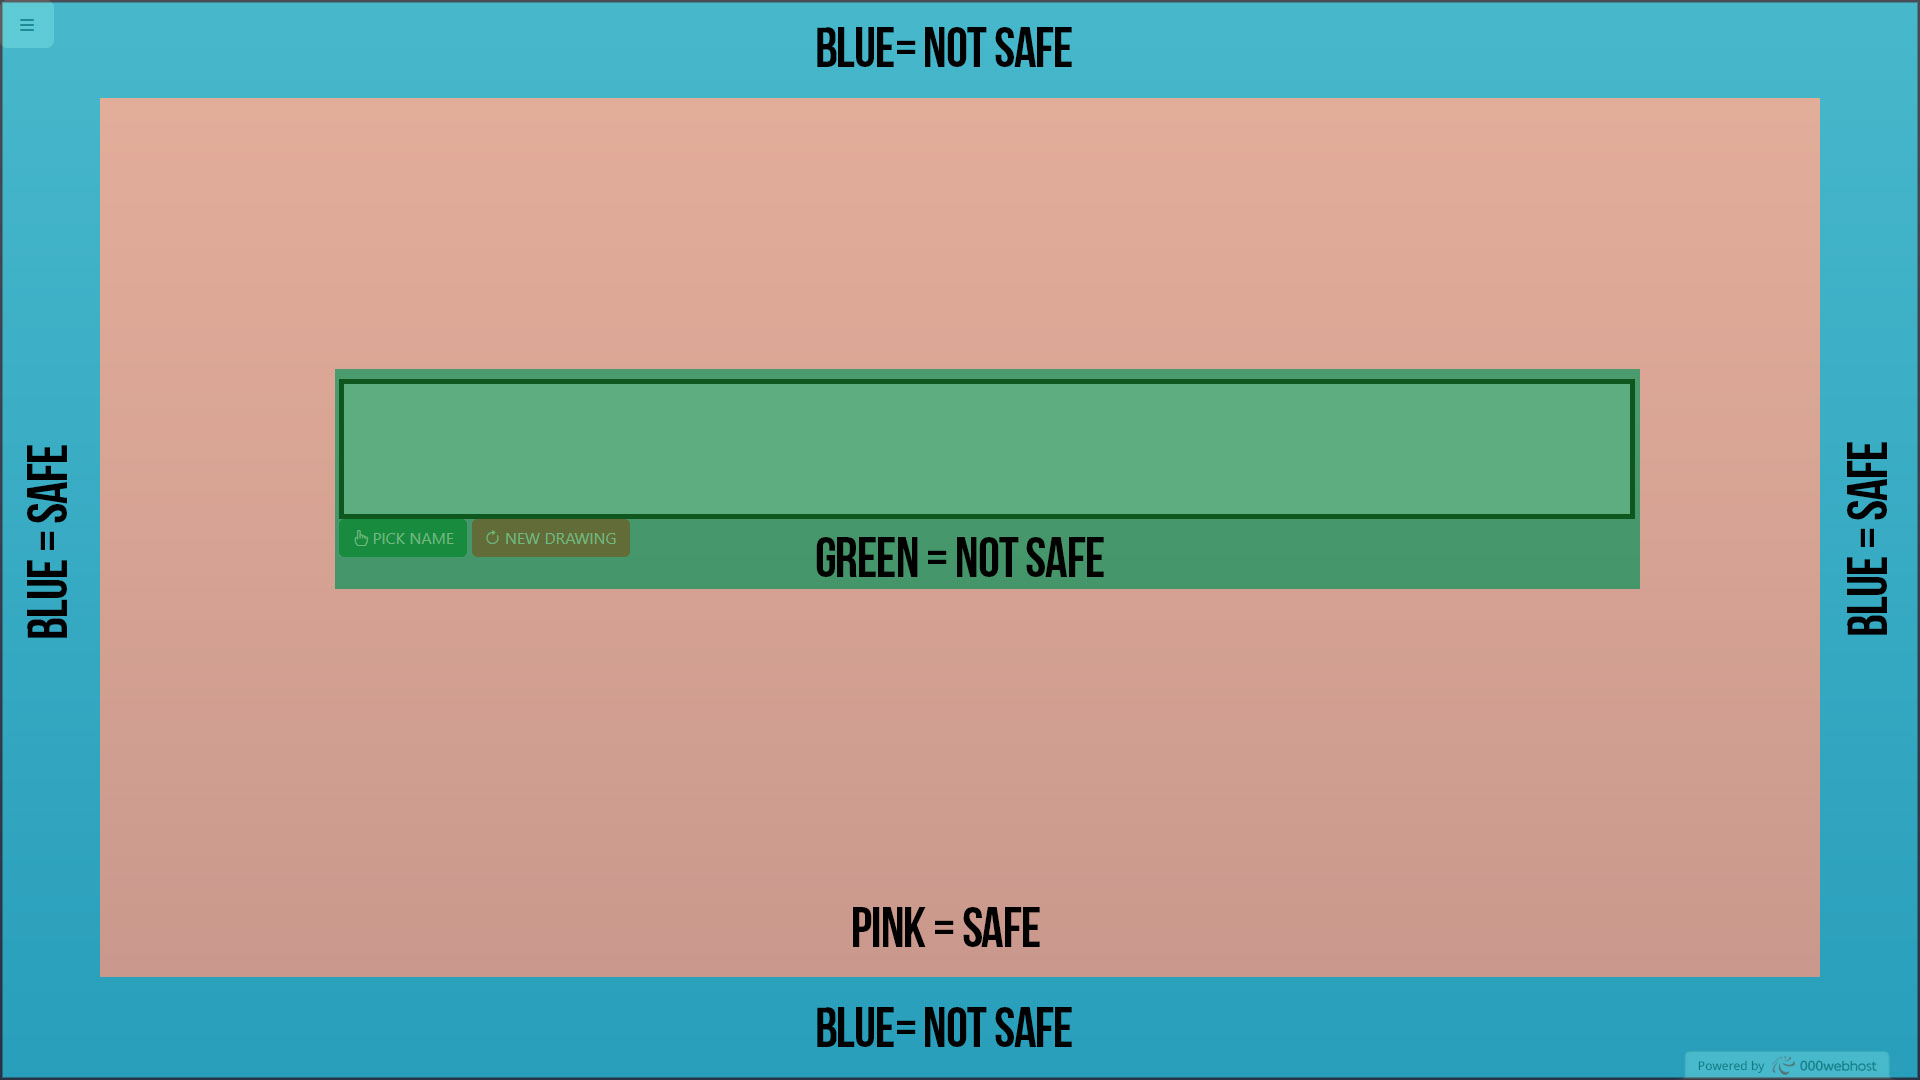 BLUE= NOT SAFE
BLUE = SAFE
BLUE = SAFE
PICK NAME
NEW DRAWING
GREEN = NOT SAFE
PINK = SAFE
BLUE= NOT SAFE
Powered by 000webhost